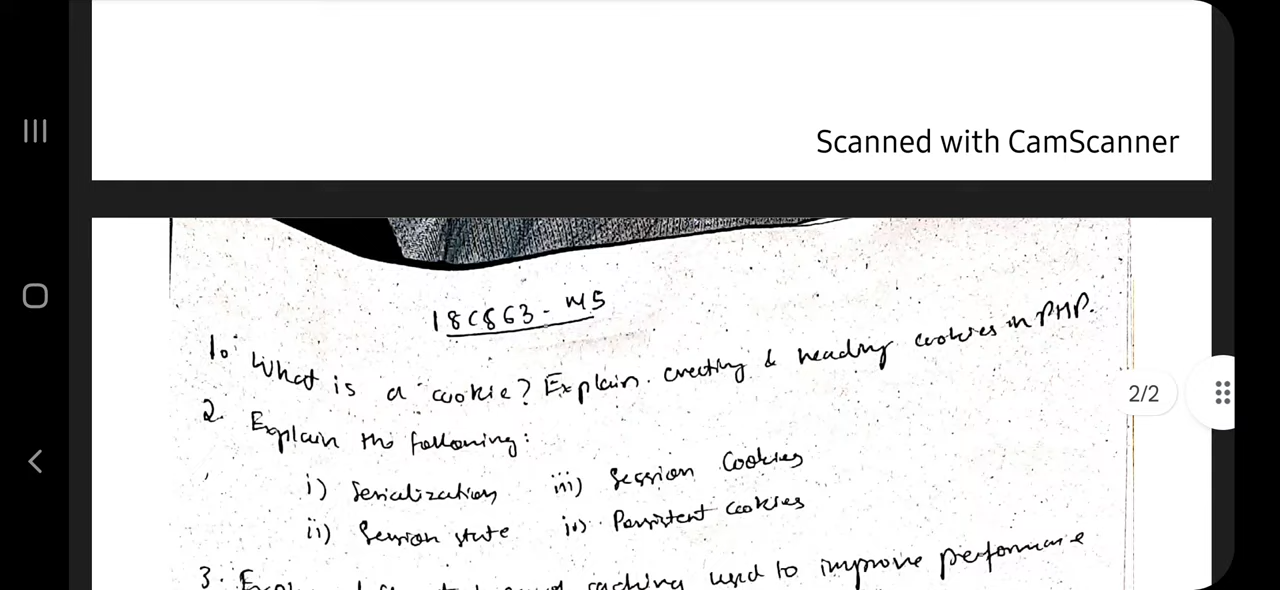 Scanned with CamScanner
18CS63 - M5
1. What is a cookie? Explain creating & reading cookies in PHP.
2/2
2. Explain the following:
i) Serialization iii) Session Cookies
ii) Session state iv) Persistent cookies
3. caching used to improve performance